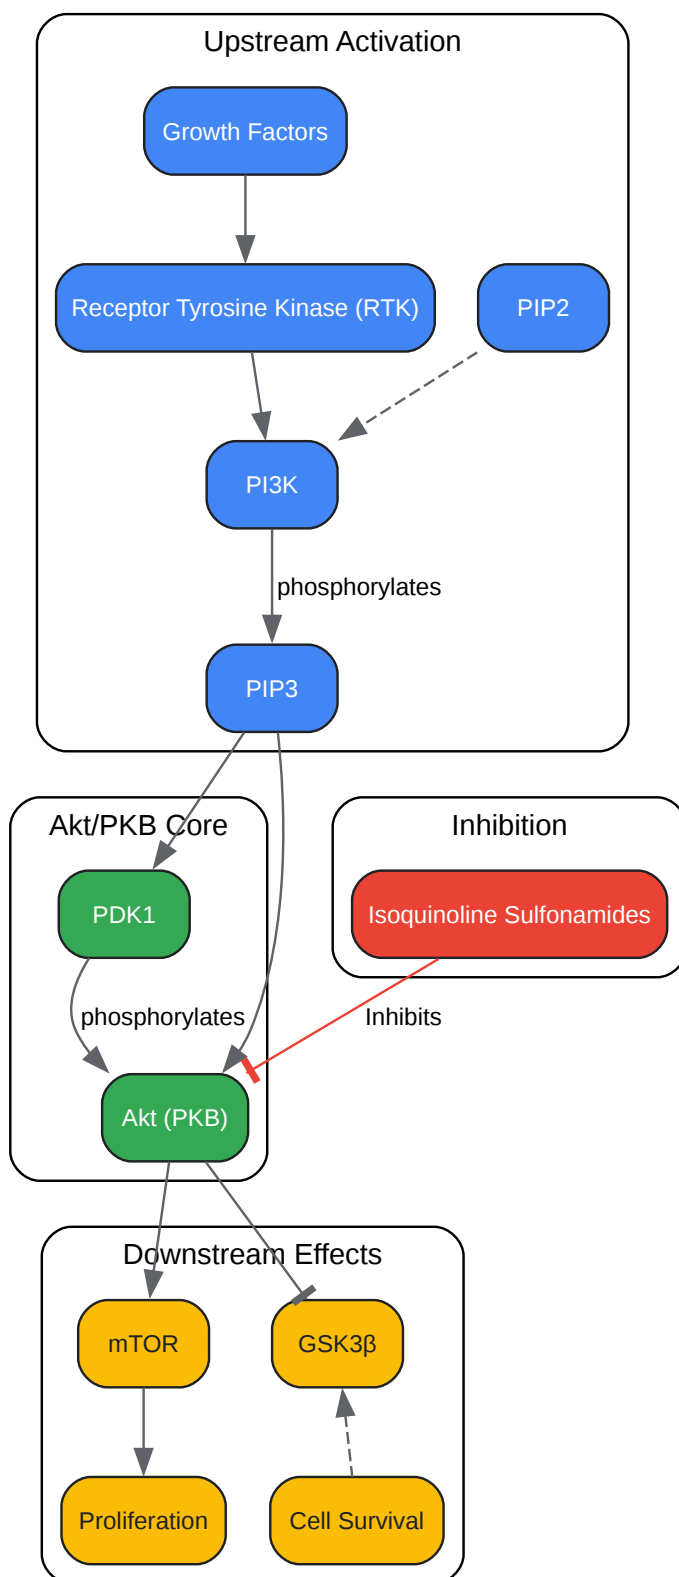 Upstream Activation
Growth Factors
Receptor Tyrosine Kinase (RTK)
PIP2
PI3K
phosphorylates
PIP3
Akt/PKB Core
Inhibition
PDK1
Isoquinoline Sulfonamides
phosphorylates
Inhibits
Akt (PKB)
Downstream Effects
mTOR
GSK3β
Proliferation
Cell Survival